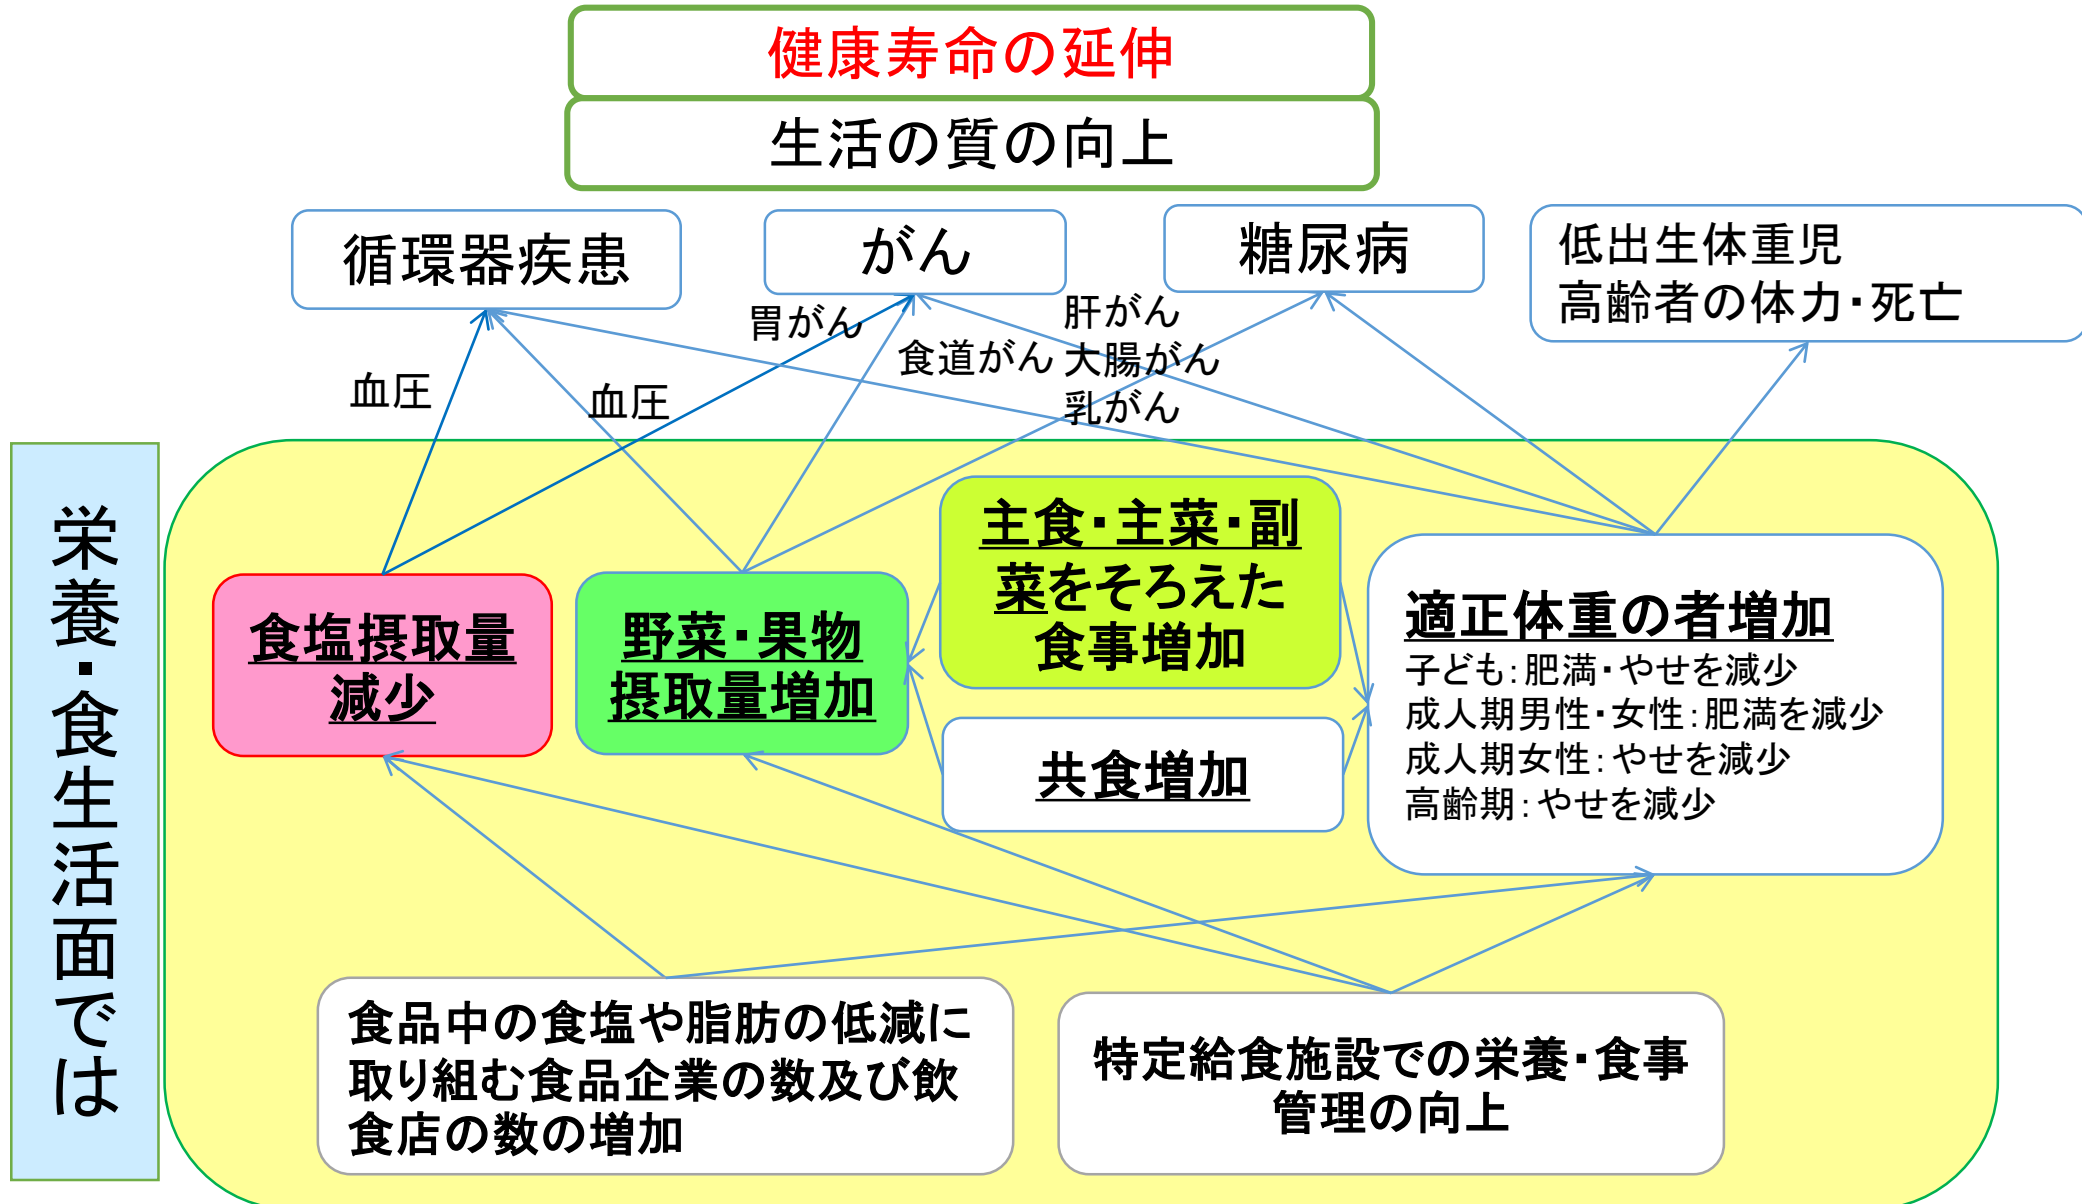 健康寿命の延伸
生活の質の向上
循環器疾患
がん
糖尿病
低出生体重児
高齢者の体力・死亡
胃がん
肝がん
食道がん
大腸がん
乳がん
血圧
血圧
栄養・食生活面では
主食・主菜・副
菜をそろえた
食事増加
食塩摂取量
減少
野菜・果物
摂取量増加
共食増加
適正体重の者増加
子ども：肥満・やせを減少
成人期男性・女性：肥満を減少
成人期女性：やせを減少
高齢期：やせを減少
食品中の食塩や脂肪の低減に
取り組む食品企業の数及び飲
食店の数の増加
特定給食施設での栄養・食事
管理の向上